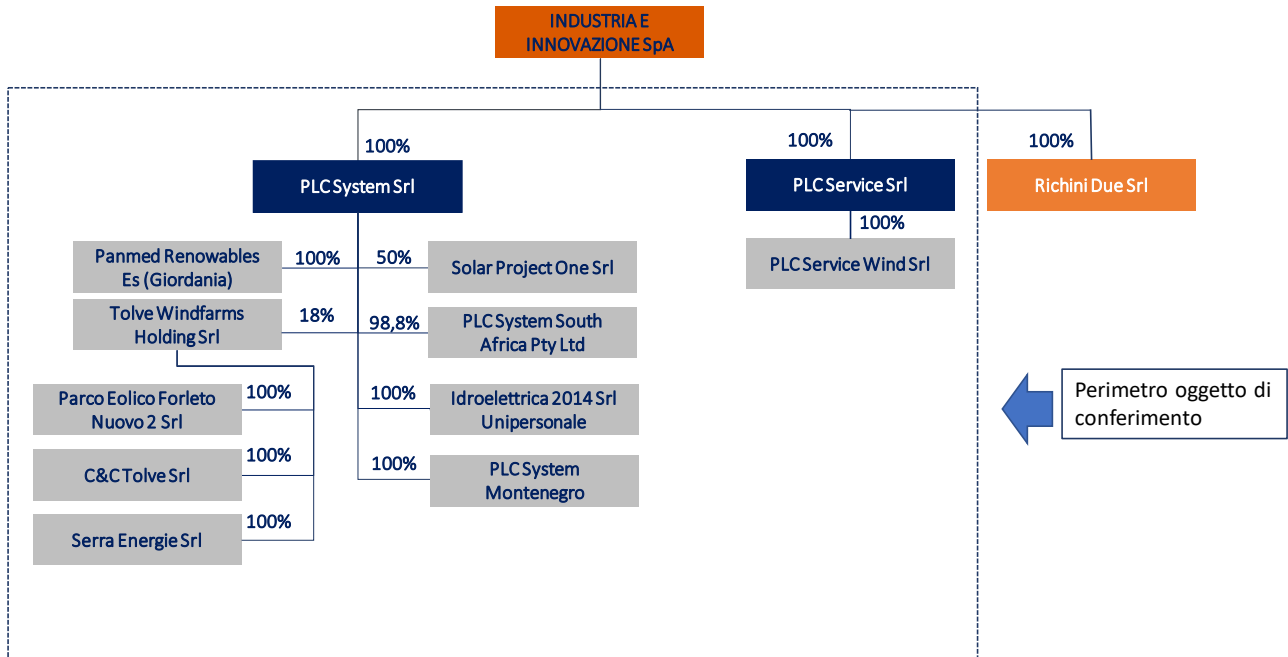 INDUSTRIA E
INNOVAZIONE SpA
100%
100%
100%
PLC System Srl
PLC Service Srl
Richini Due Srl
100%
Panmed Renowables
Es (Giordania)
100%
50%
Solar Project One Srl
PLC Service Wind Srl
Tolve Windfarms
Holding Srl
18%
98,8%
PLC System South
Africa Pty Ltd
Parco Eolico Forleto
Nuovo 2 Srl
100%
100%
Idroelettrica 2014 Srl
Unipersonale
Perimetro oggetto di
conferimento
C&C Tolve Srl
100%
100%
PLC System
Montenegro
Serra Energie Srl
100%